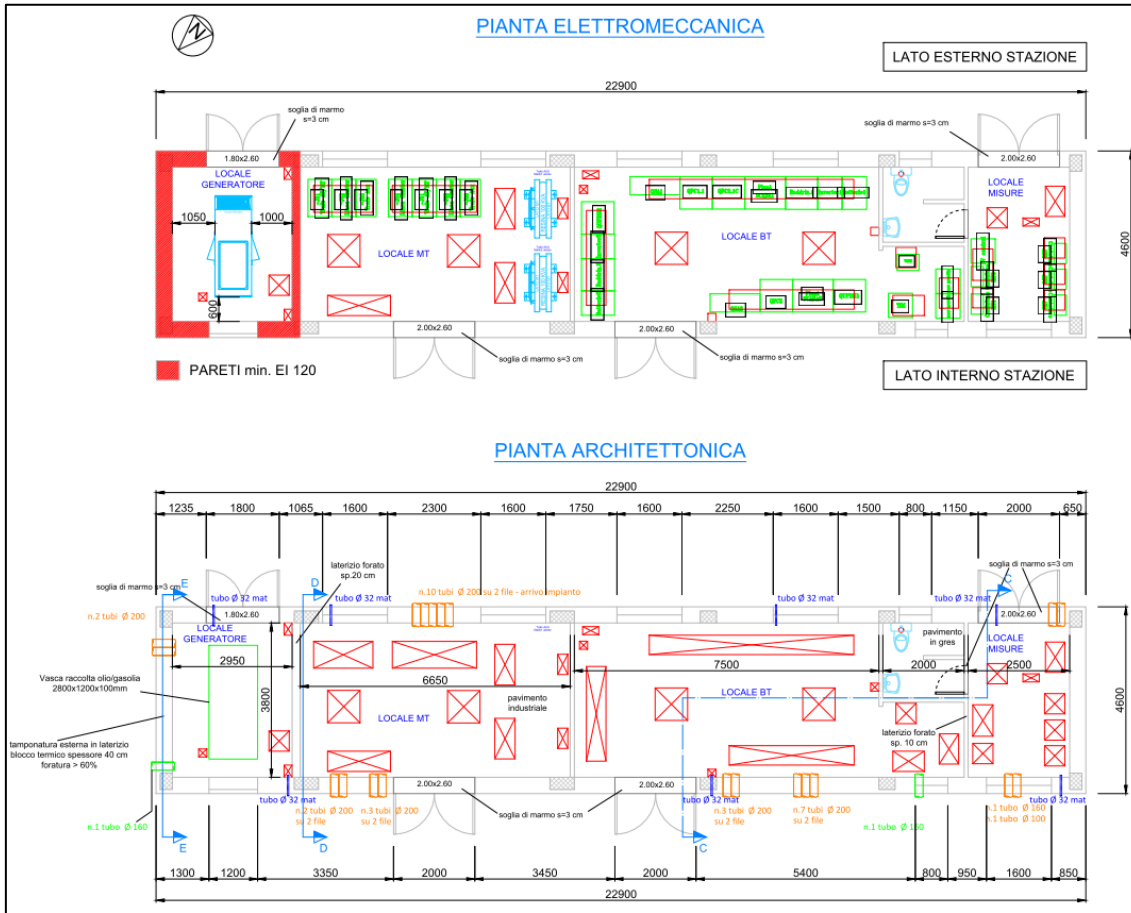 N
PIANTA ELETTROMECCANICA
LATO ESTERNO STAZIONE
22900
soglia di marmo
s=3 cm
soglia di marmo s=3 cm
1.80x2.60
2.00x2.60
LOCALE
GENERATORE
LOCALE
MISURE
1050
1000
LOCALE MT
LOCALE BT
4600
600
2.00x2.60
2.00x2.60
soglia di marmo s=3 cm
soglia di marmo s=3 cm
PARETI min. EI 120
LATO INTERNO STAZIONE
PIANTA ARCHITETTONICA
22900
1235
1800
1065
1600
2300
1600
1750
1600
2250
1600
1500
800
1150
2000
650
laterizio forato
sp.20 cm
soglia di marmo s=3 cm
soglia di marmo s=3 cm
E
D
C
tubo Ø 32 mat
tubo Ø 32 mat
n.10 tubi Ø 200 su 2 file - arrivo impianto
tubo Ø 32 mat
tubo Ø 32 mat
n.2 tubi Ø 200
1.80x2.60
2.00x2.60
LOCALE
GENERATORE
pavimento
in gres
LOCALE
MISURE
2950
6650
7500
2000
2500
Vasca raccolta olio/gasolia
2800x1200x100mm
3800
pavimento
industriale
LOCALE MT
LOCALE BT
4600
tamponatura esterna in laterizio
blocco termico spessore 40 cm
foratura > 60%
laterizio forato
sp. 10 cm
2.00x2.60
2.00x2.60
tubo Ø 32 mat
tubo Ø 32 mat
tubo Ø 32 mat
n.1 tubo Ø 160
n.2 tubi Ø 200
su 2 file
n.3 tubi Ø 200
su 2 file
soglia di marmo s=3 cm
n.3 tubi Ø 200
su 2 file
n.7 tubi Ø 200
su 2 file
n.1 tubo Ø 160
n.1 tubo Ø 160
n.1 tubo Ø 100
E
D
C
1300
1200
3350
2000
3450
2000
5400
800
950
1600
850
22900